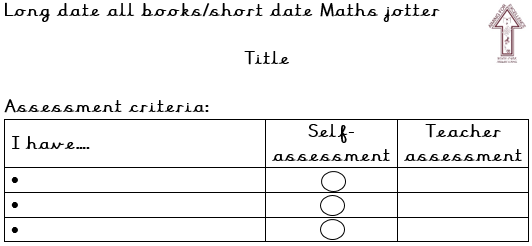 Long date all books/short date Maths jotter
Title
Assessment criteria:
I have....
Self-
assessment
Teacher
assessment
•
•
•